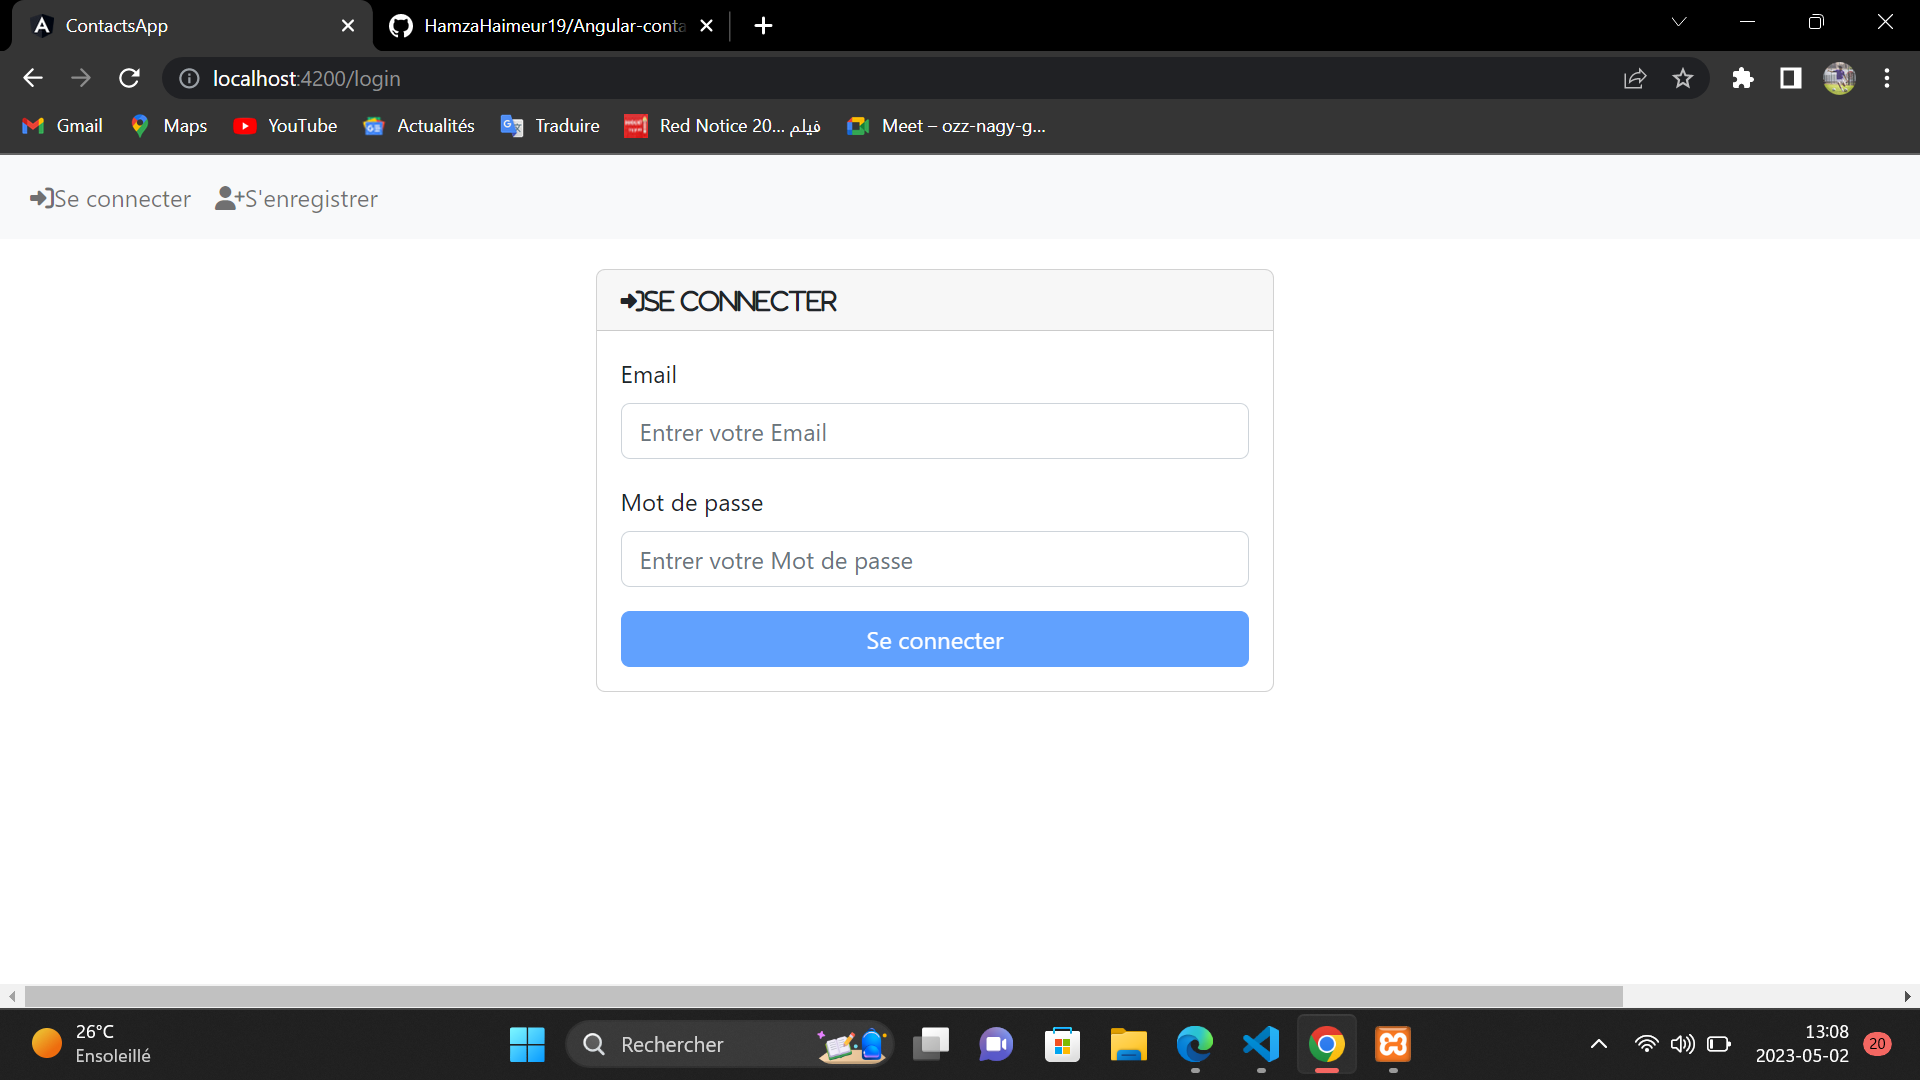 ContactsApp
HamzaHaimeur19/Angular-conta
localhost:4200/login
Gmail
Maps
YouTube
Actualités
Traduire
Red Notice 20... فيلم
Meet – ozz-nagy-g...
Se connecter
S'enregistrer
SE CONNECTER
Email
Entrer votre Email
Mot de passe
Entrer votre Mot de passe
Se connecter
26°C
Ensoleillé
Rechercher
13:08
2023-05-02
20